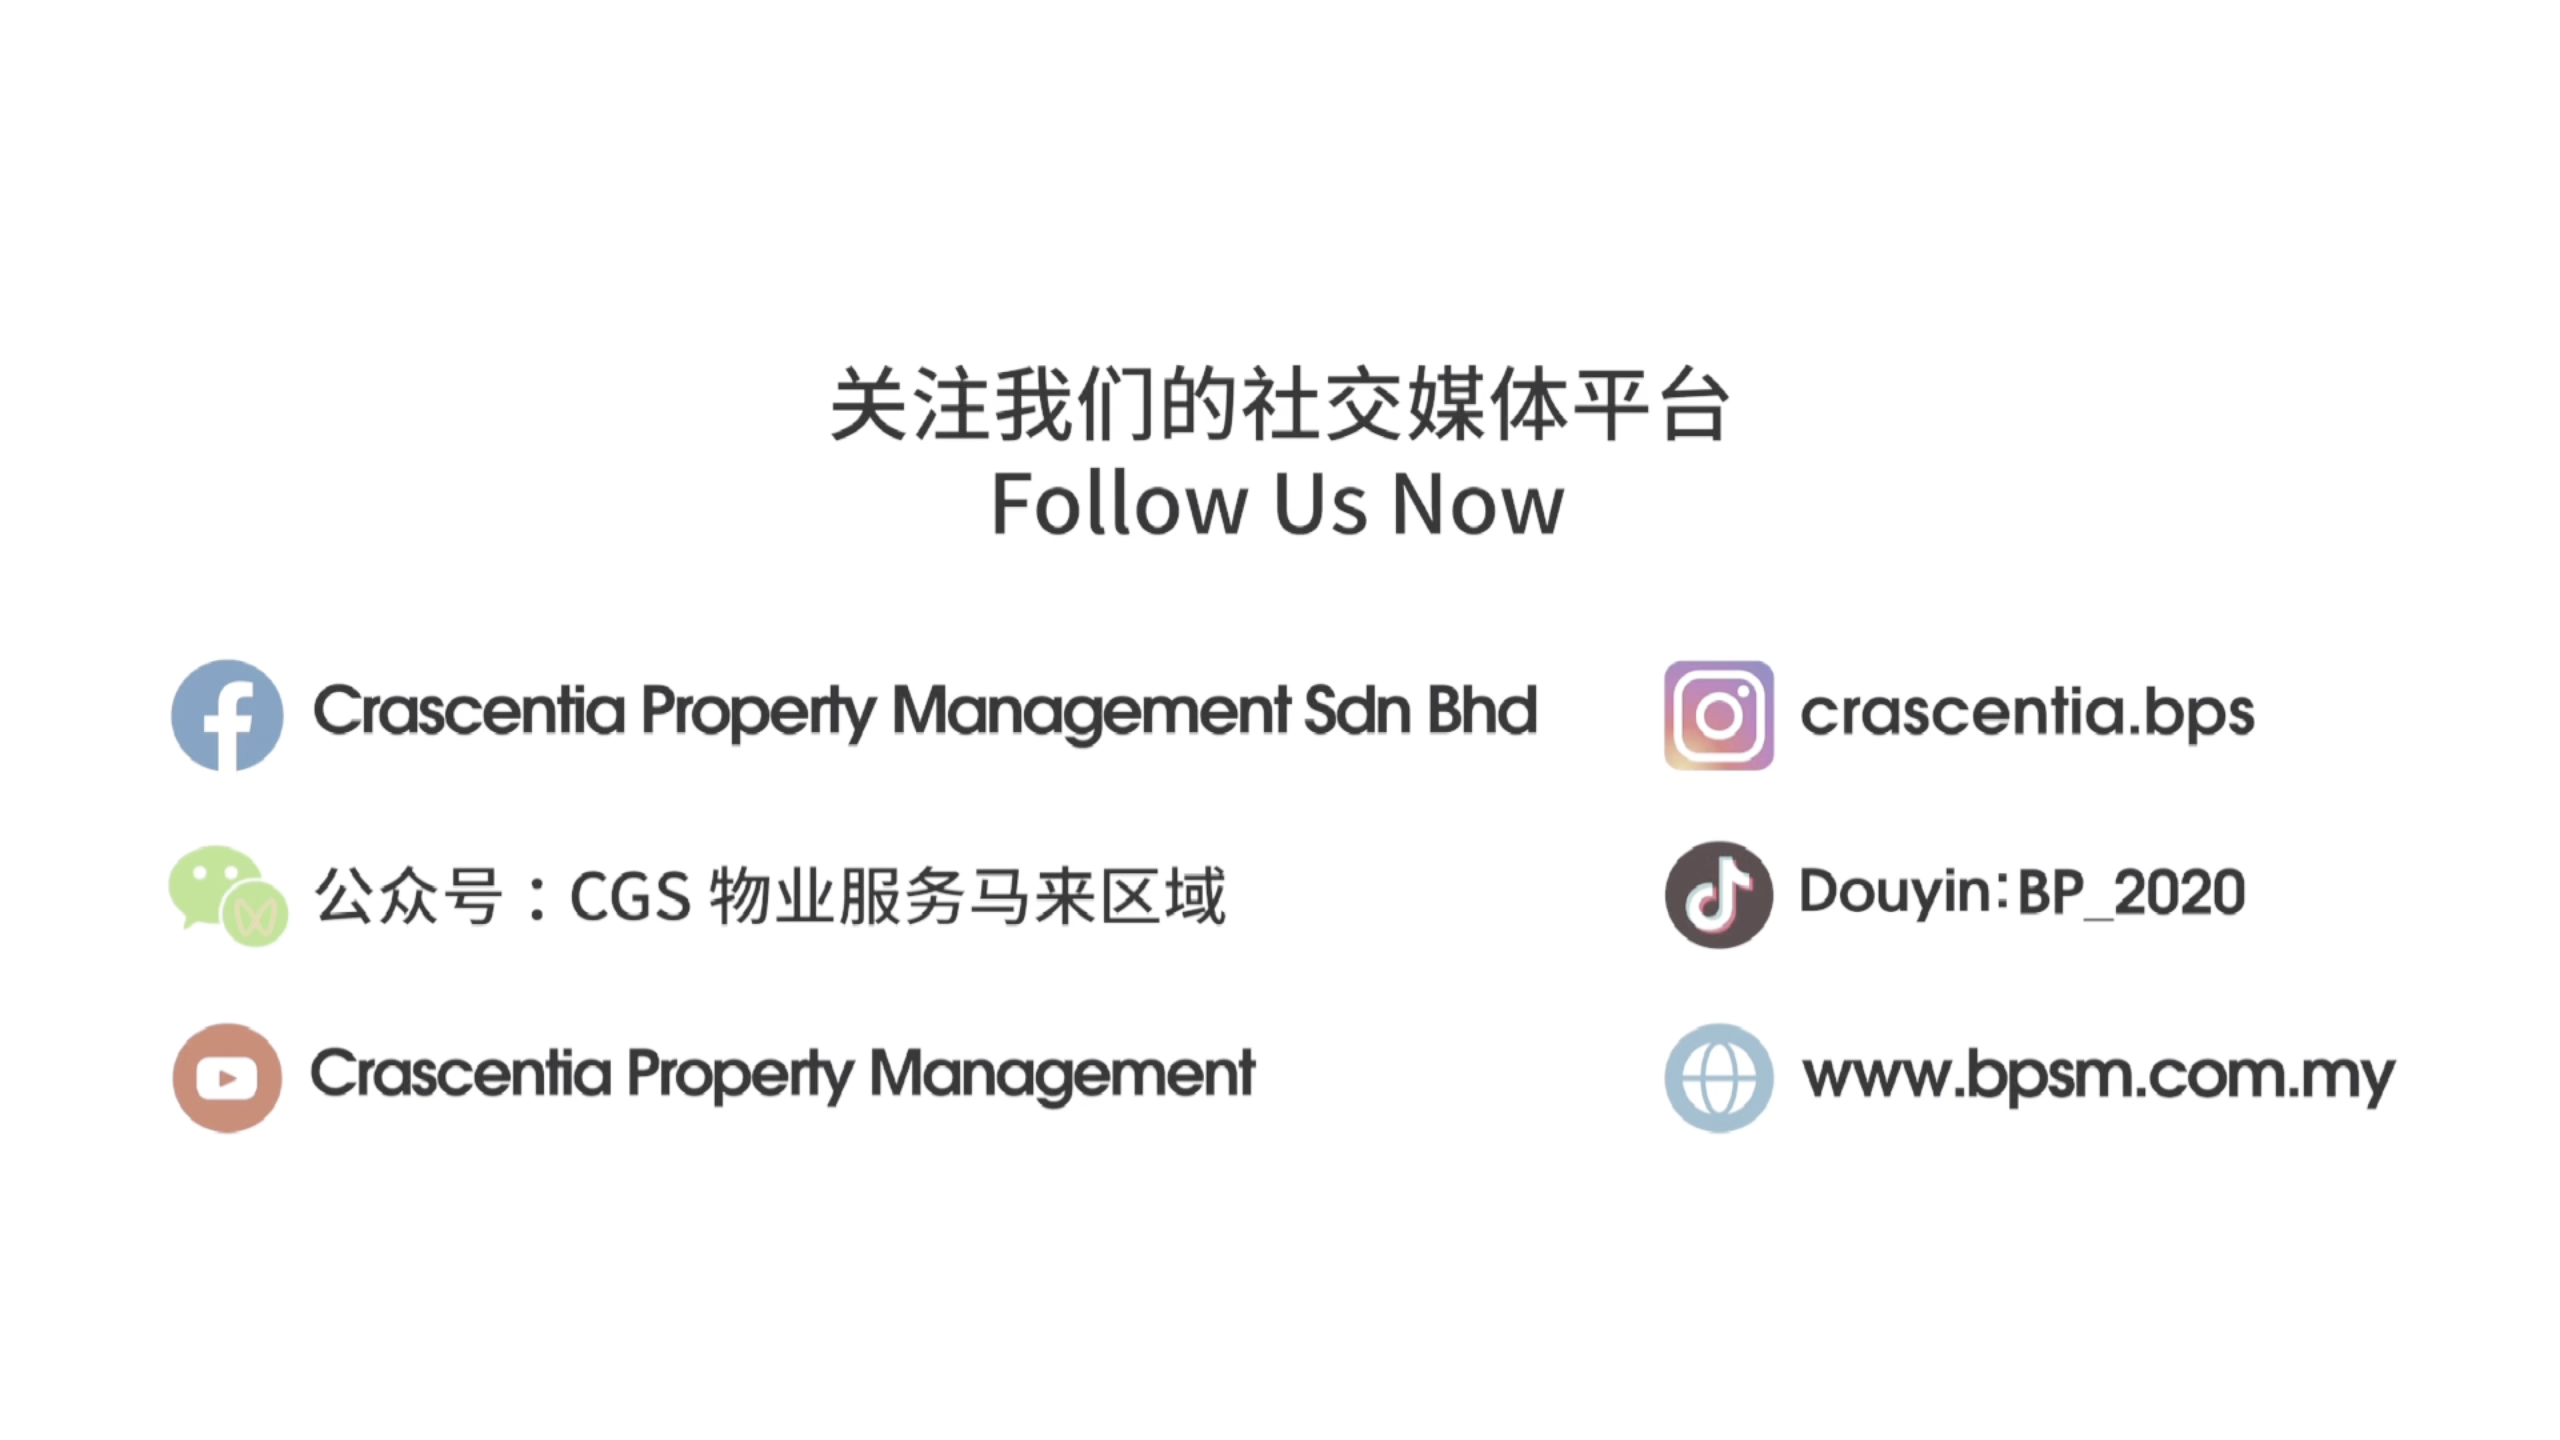 关注我们的社交媒体平台
Follow Us Now
Crascentia Property Management Sdn Bhd
crascentia.bps
公众号：CGS 物业服务马来区域
Douyin:BP_2020
Crascentia Property Management
www.bpsm.com.my